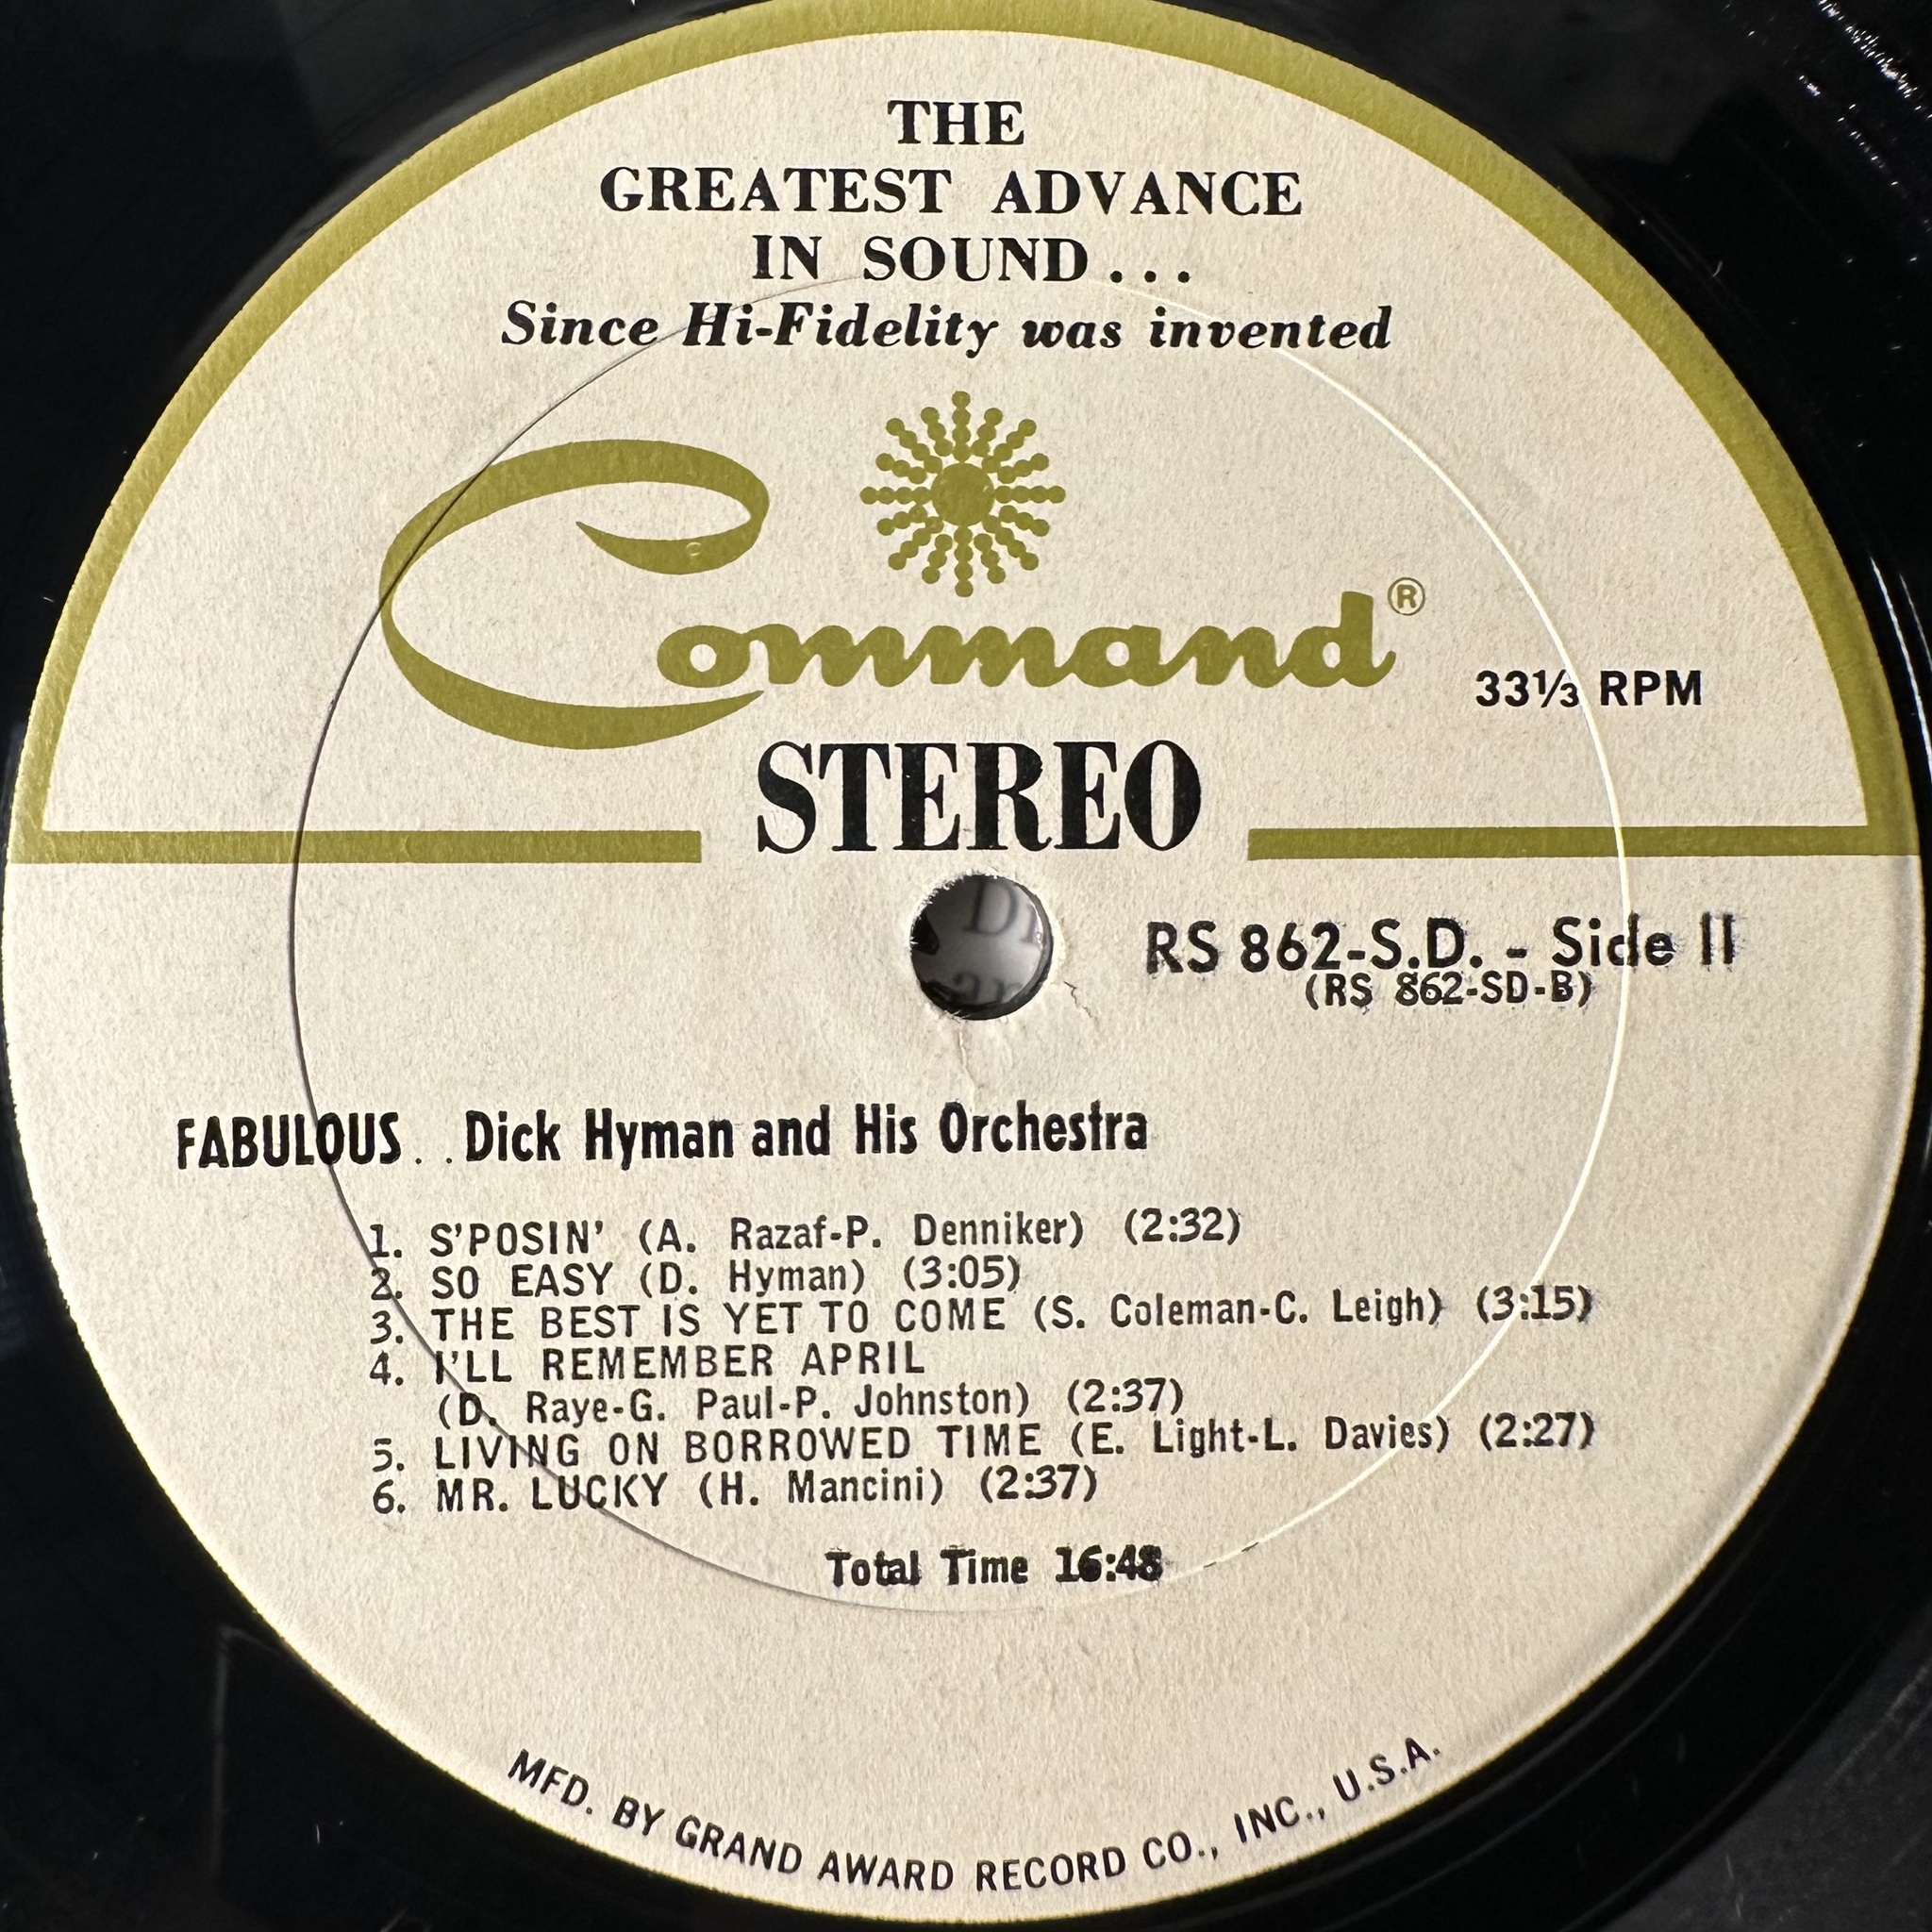 THE
GREATEST ADVANCE
IN SOUND...
Since Hi-Fidelity was invented
Command®
33⅓ RPM
STEREO
RS 862-S.D. - Side II
(RS 862-SD-B)
FABULOUS . . Dick Hyman and His Orchestra
1. S'POSIN' (A. Razaf-P. Denniker) (2:32)
2. SO EASY (D. Hyman) (3:05)
3. THE BEST IS YET TO COME (S. Coleman-C. Leigh) (3:15)
4. I'LL REMEMBER APRIL
(D. Raye-G. Paul-P. Johnston) (2:37)
5. LIVING ON BORROWED TIME (E. Light-L. Davies) (2:27)
6. MR. LUCKY (H. Mancini) (2:37)
Total Time 16:48
MFD. BY GRAND AWARD RECORD CO., INC., U.S.A.